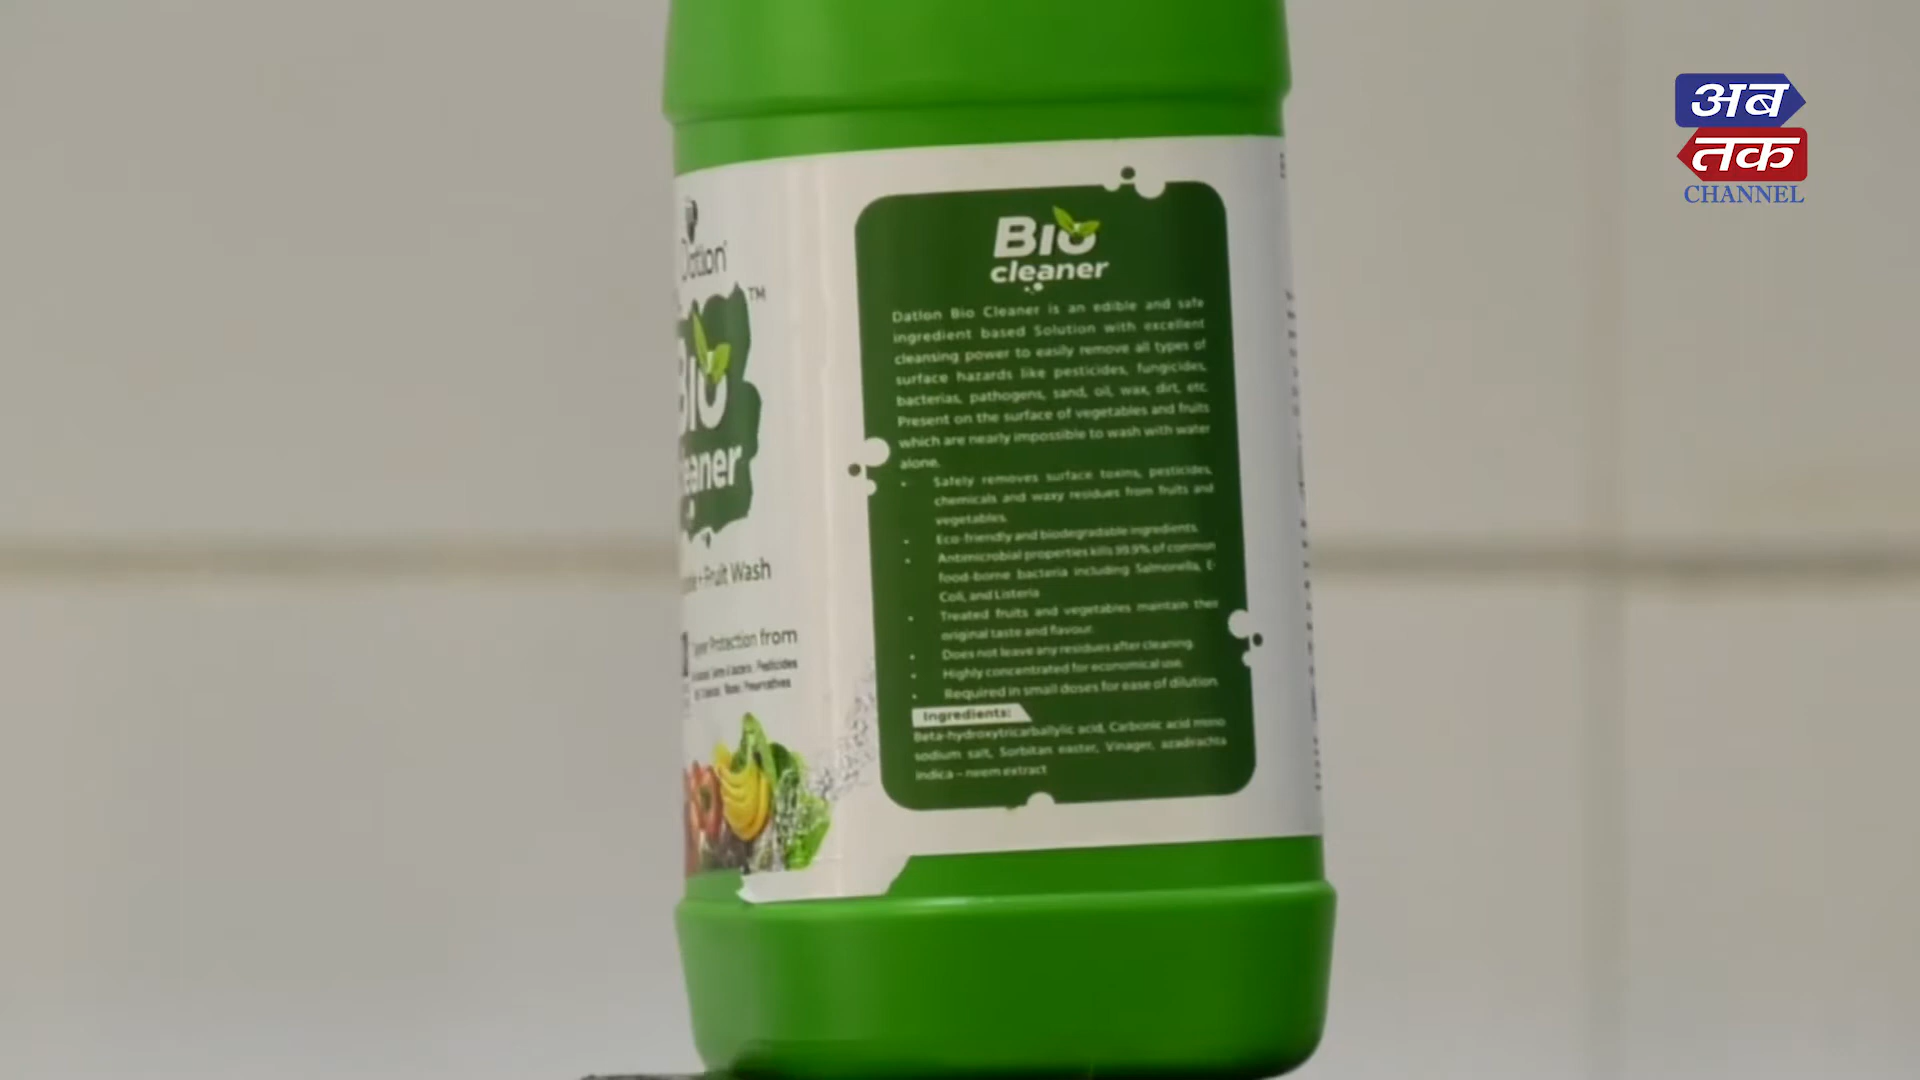 अब
तक
CHANNEL
Datlon
TM
Bio
cleaner
Fruit Wash
Protection from
Pesticides
Preservatives
Bio
cleaner
Datlon Bio Cleaner is an edible and safe
ingredient based Solution with excellent
cleansing power to easily remove all types of
surface hazards like pesticides, fungicides,
bacterias, pathogens, sand, oil, wax, dirt, etc.
Present on the surface of vegetables and fruits
which are nearly impossible to wash with water
alone.
• Safely removes surface toxins, pesticides,
chemicals and waxy residues from fruits and
vegetables.
• Eco-friendly and biodegradable ingredients.
• Antimicrobial properties kills 99.9% of common
food-borne bacteria including Salmonella, E-
Coli, and Listeria
• Treated fruits and vegetables maintain their
original taste and flavour.
• Does not leave any residues after cleaning.
• Highly concentrated for economical use.
• Required in small doses for ease of dilution
Ingredients:
Beta-hydroxytricarballylic acid, Carbonic acid mono
sodium salt, Sorbitan easter, Vinager, azadirachta
indica – neem extract